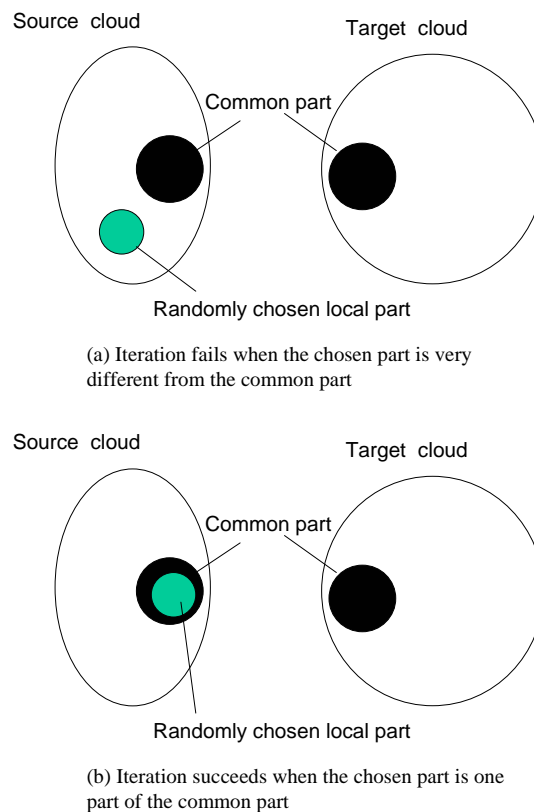 Source cloud
Target cloud
Common part
Randomly chosen local part
(a) Iteration fails when the chosen part is very
different from the common part
Source cloud
Target cloud
Common part
Randomly chosen local part
(b) Iteration succeeds when the chosen part is one
part of the common part